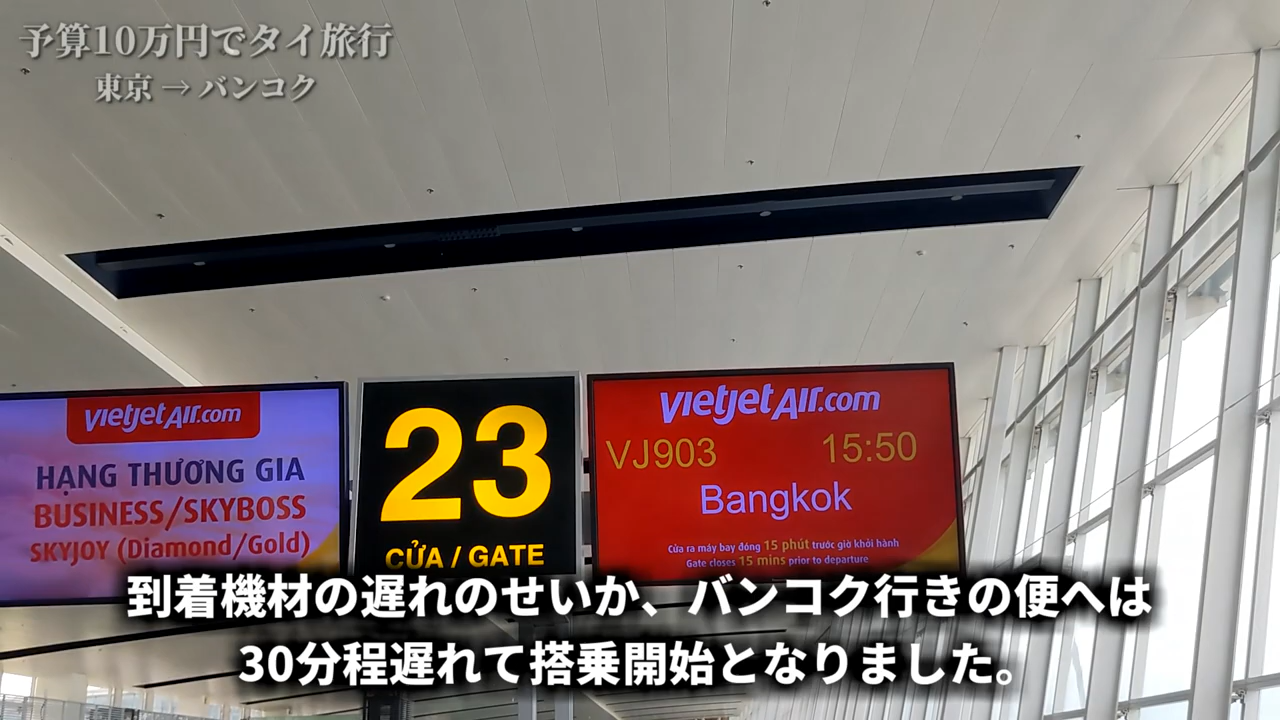 予算10万円でタイ旅行
東京 → バンコク
vietjetAir.com
HẠNG THƯƠNG GIA
BUSINESS/SKYBOSS
SKYJOY (Diamond/Gold)
23
CỬA / GATE
vietjetAir.com
VJ903 15:50
Bangkok
Cửa ra máy bay đóng 15 phút trước giờ khởi hành
Gate closes 15 mins prior to departure
到着機材の遅れのせいか、バンコク行きの便へは
30分程遅れて搭乗開始となりました。